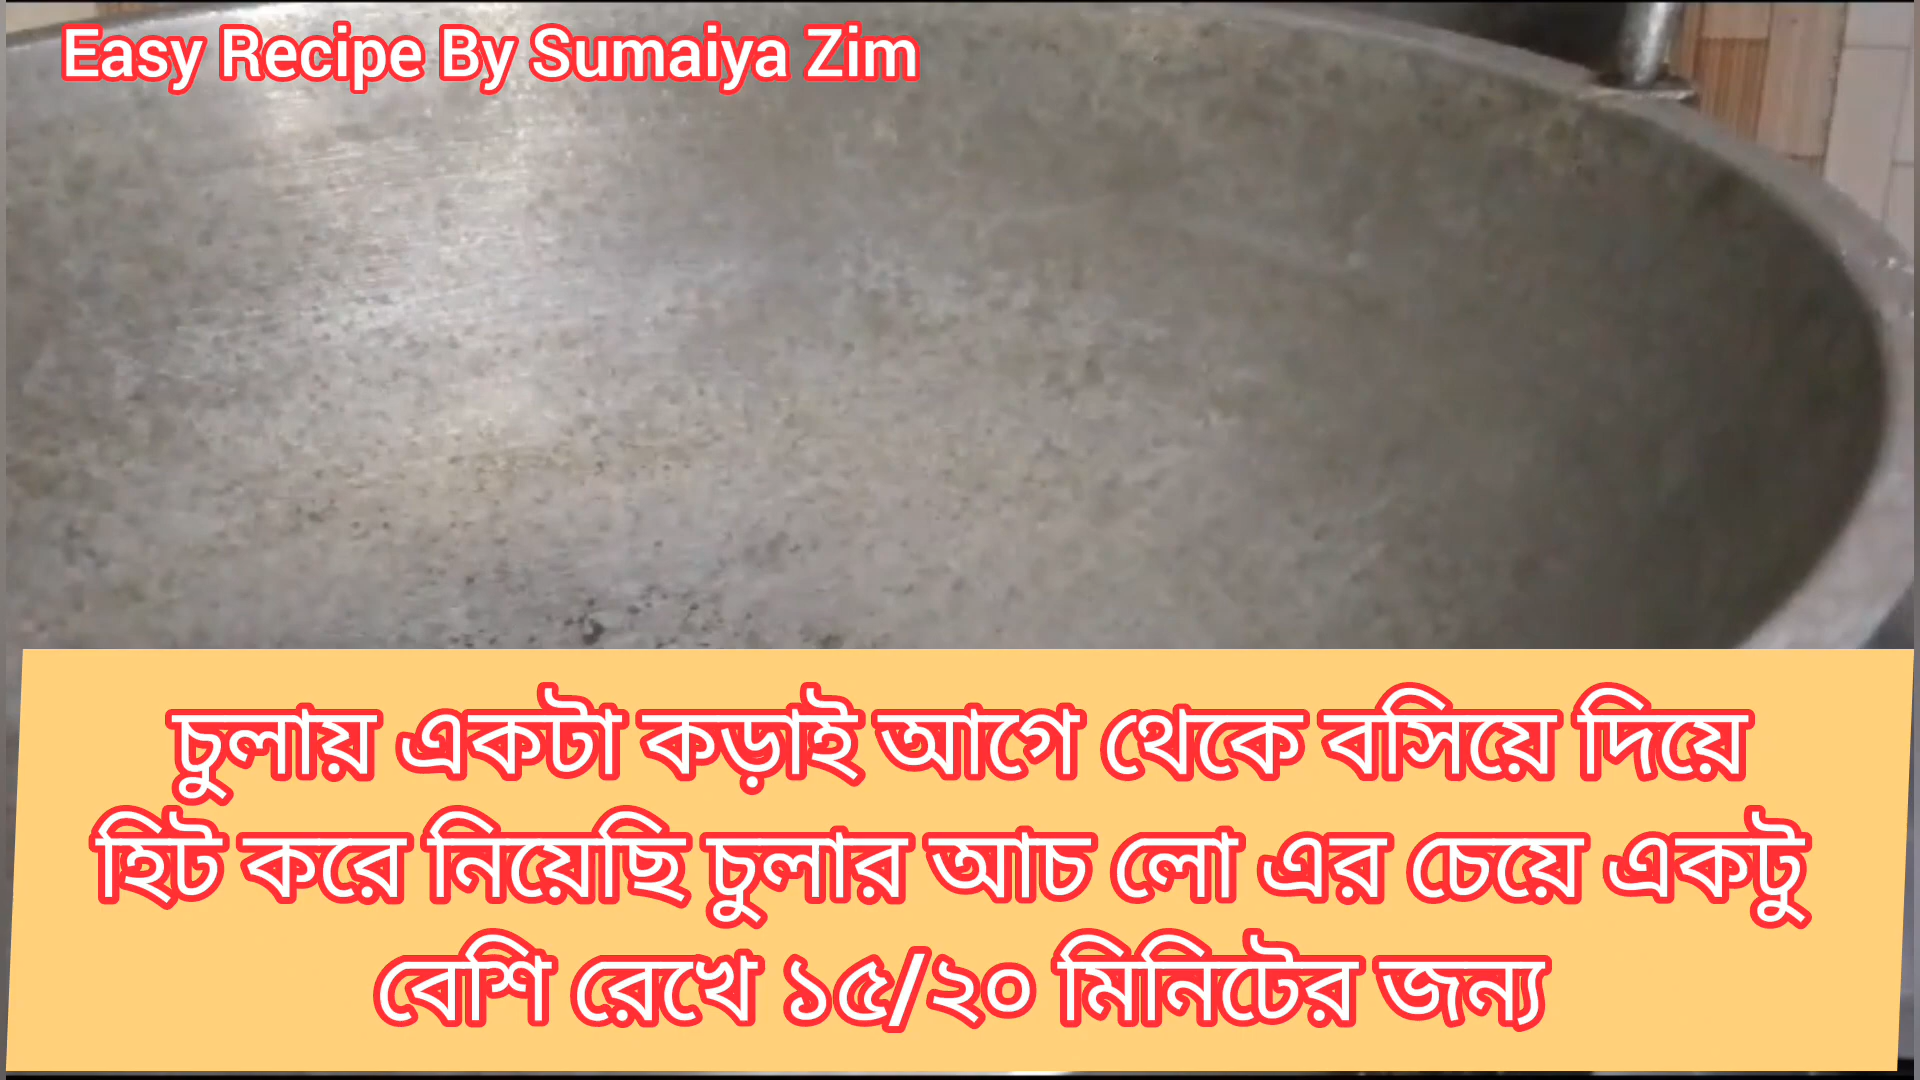 Easy Recipe By Sumaiya Zim
চুলায় একটা কড়াই আগে থেকে বসিয়ে দিয়ে
হিট করে নিয়েছি চুলার আচ লো এর চেয়ে একটু
বেশি রেখে ১৫/২০ মিনিটের জন্য